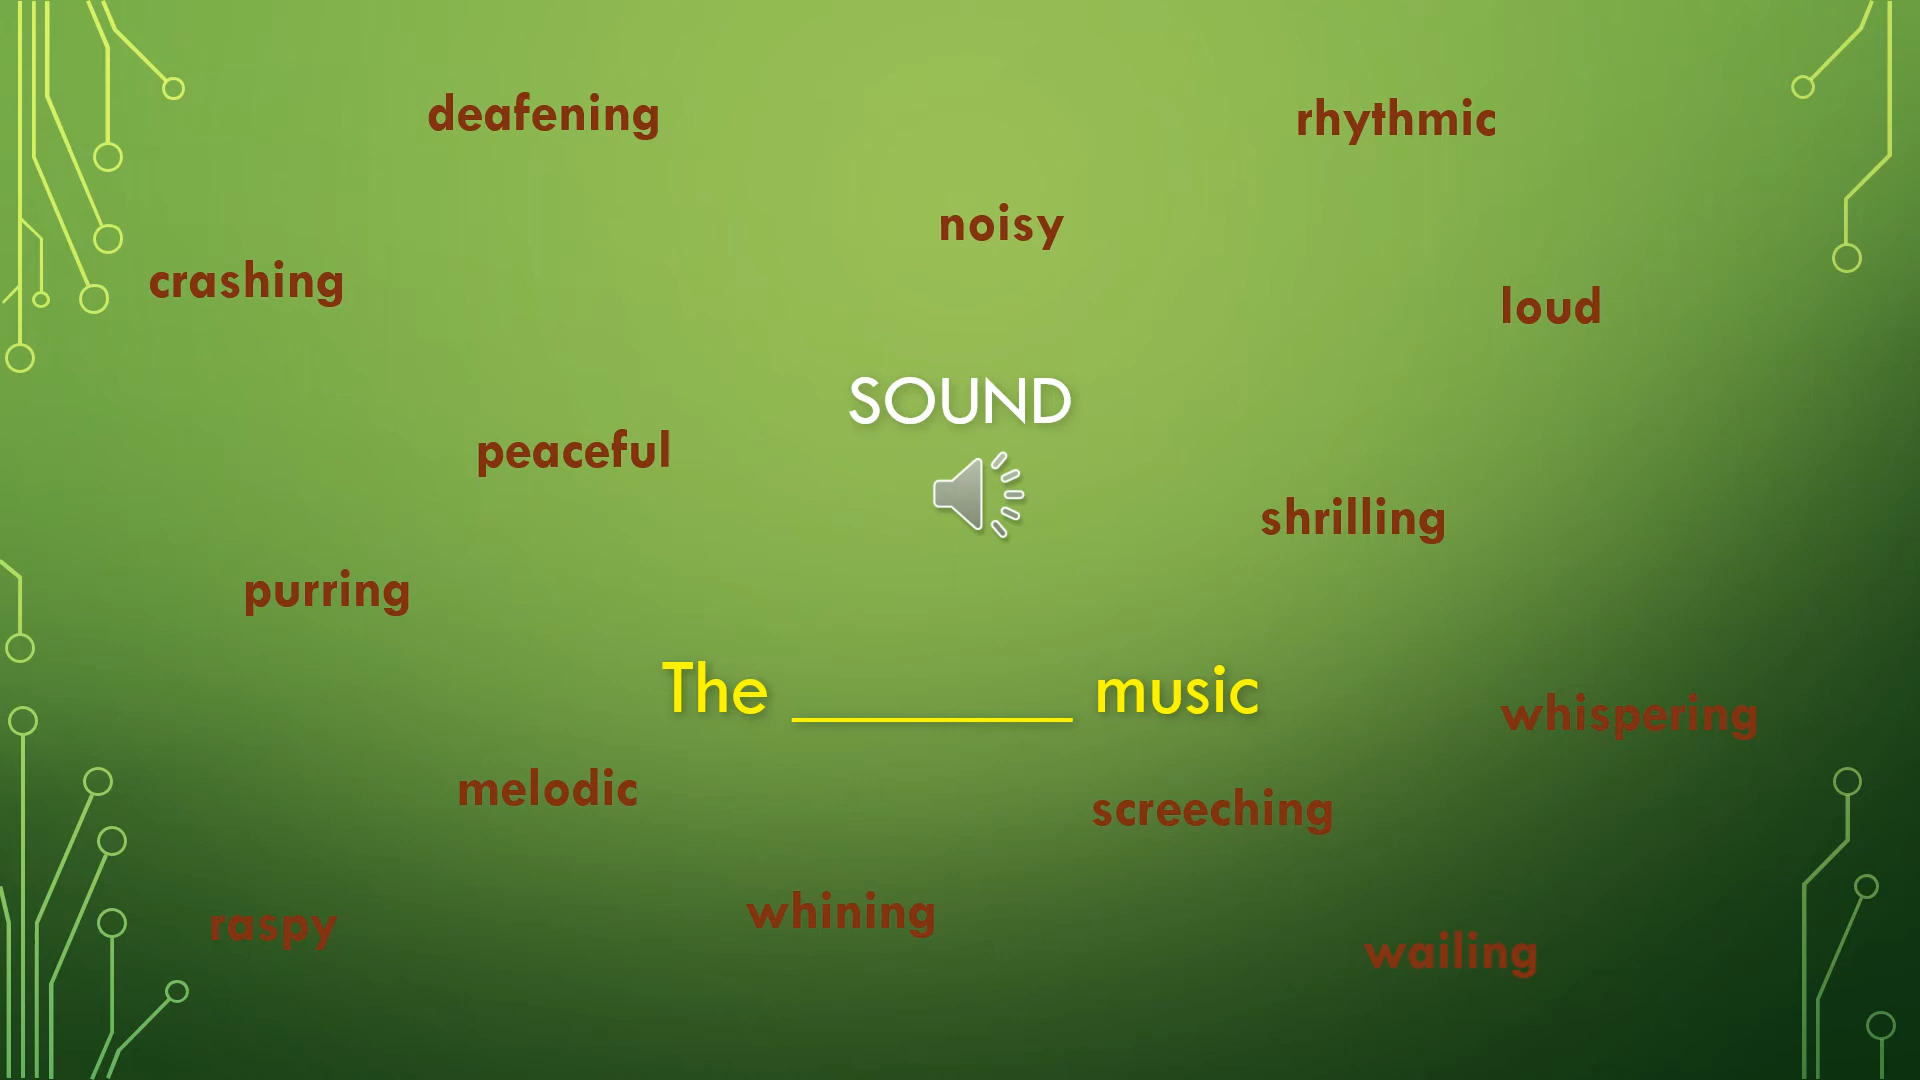 deafening
rhythmic
noisy
crashing
loud
SOUND
peaceful
shrilling
purring
The ________ music
whispering
melodic
screeching
whining
raspy
wailing